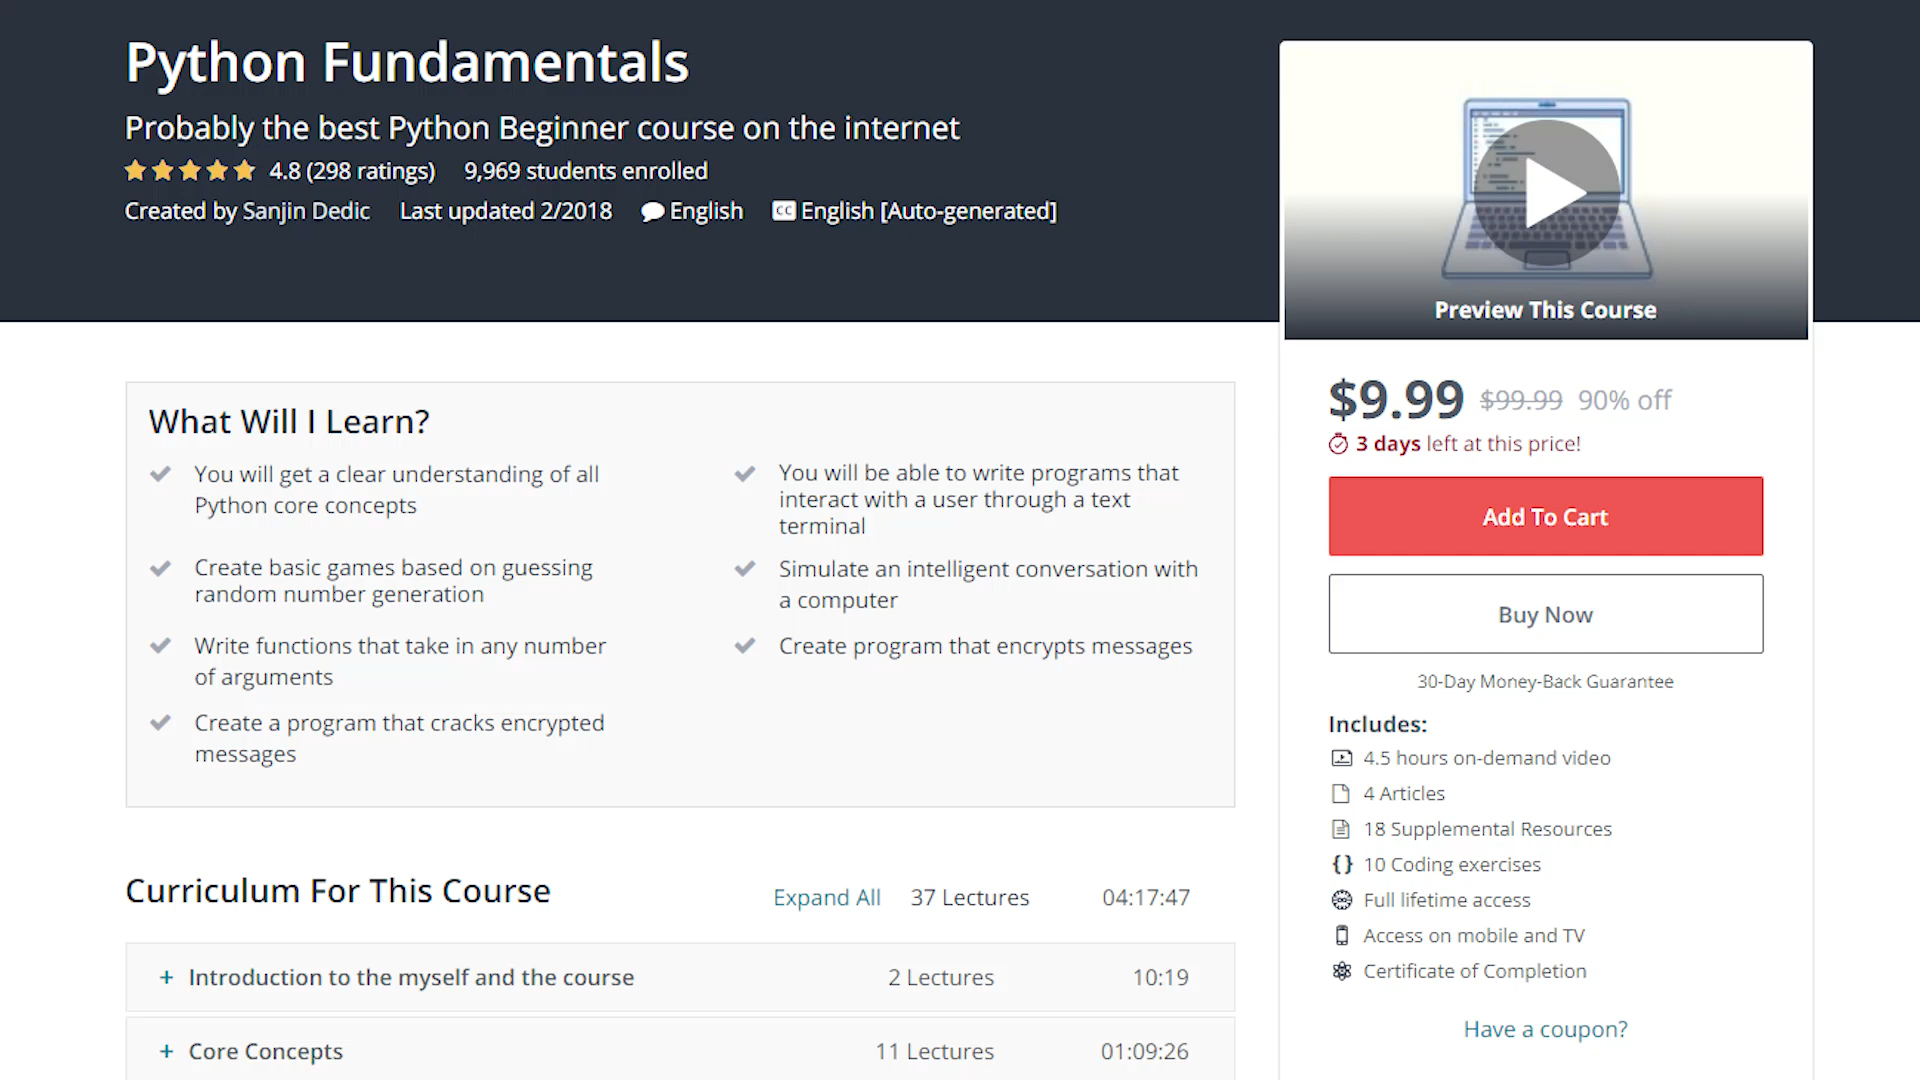 Python Fundamentals
Probably the best Python Beginner course on the internet
4.8 (298 ratings) 9,969 students enrolled
Created by Sanjin Dedic Last updated 2/2018 English CC English [Auto-generated]
Preview This Course
$9.99 $99.99 90% off
3 days left at this price!
Add To Cart
Buy Now
30-Day Money-Back Guarantee
Includes:
4.5 hours on-demand video
4 Articles
18 Supplemental Resources
{} 10 Coding exercises
Full lifetime access
Access on mobile and TV
Certificate of Completion
Have a coupon?
What Will I Learn?
You will get a clear understanding of all
Python core concepts
You will be able to write programs that
interact with a user through a text
terminal
Create basic games based on guessing
random number generation
Simulate an intelligent conversation with
a computer
Write functions that take in any number
of arguments
Create program that encrypts messages
Create a program that cracks encrypted
messages
Curriculum For This Course Expand All 37 Lectures 04:17:47
+ Introduction to the myself and the course 2 Lectures 10:19
+ Core Concepts 11 Lectures 01:09:26